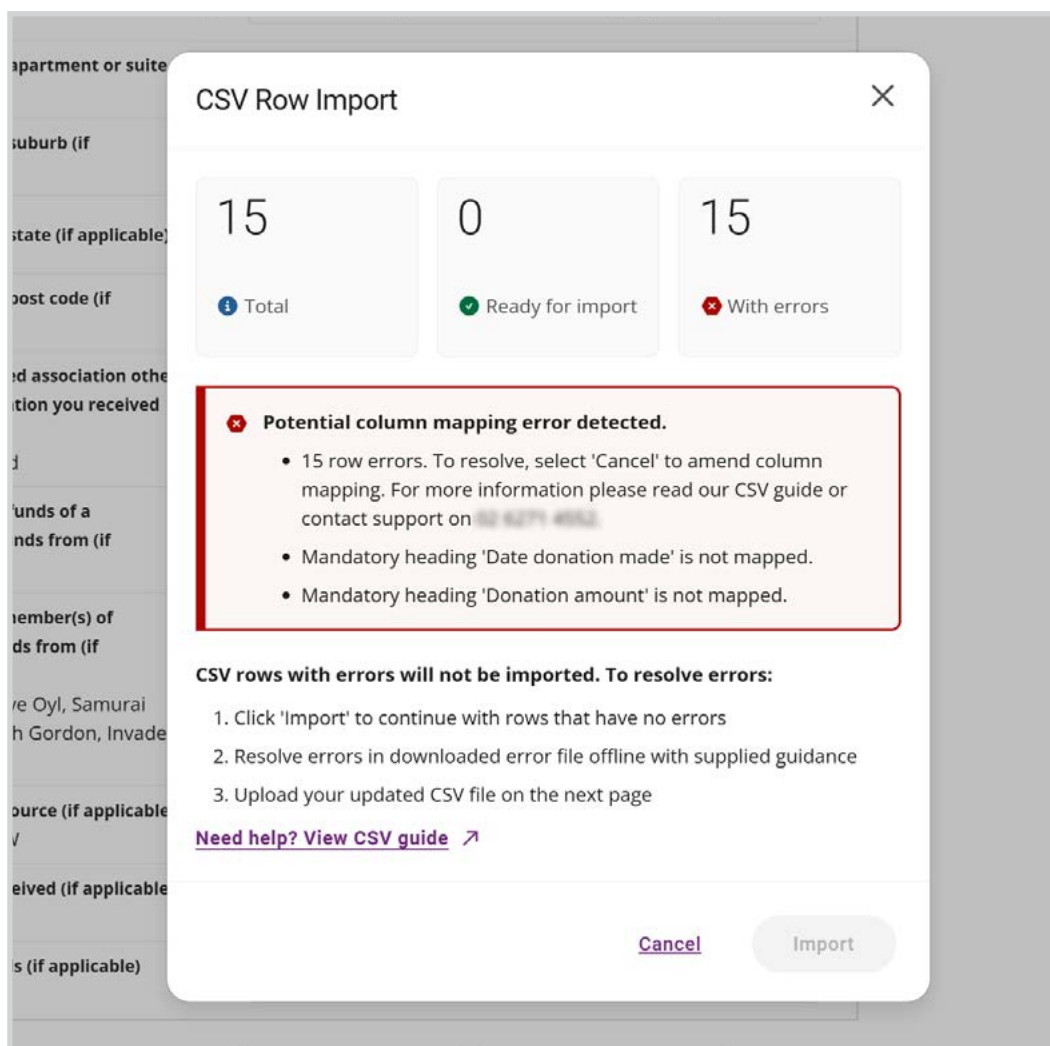 apartment or suite
suburb (if
state (if applicable)
post code (if
ed association othe
tion you received
d
funds of a
nds from (if
member(s) of
ds from (if
ve Oyl, Samurai
h Gordon, Invade
ource (if applicable
eived (if applicable
s (if applicable)
CSV Row Import
15
Total
0
Ready for import
15
With errors
Potential column mapping error detected.
• 15 row errors. To resolve, select 'Cancel' to amend column
mapping. For more information please read our CSV guide or
contact support on
• Mandatory heading 'Date donation made' is not mapped.
• Mandatory heading 'Donation amount' is not mapped.
CSV rows with errors will not be imported. To resolve errors:
1. Click 'Import' to continue with rows that have no errors
2. Resolve errors in downloaded error file offline with supplied guidance
3. Upload your updated CSV file on the next page
Need help? View CSV guide
Cancel
Import